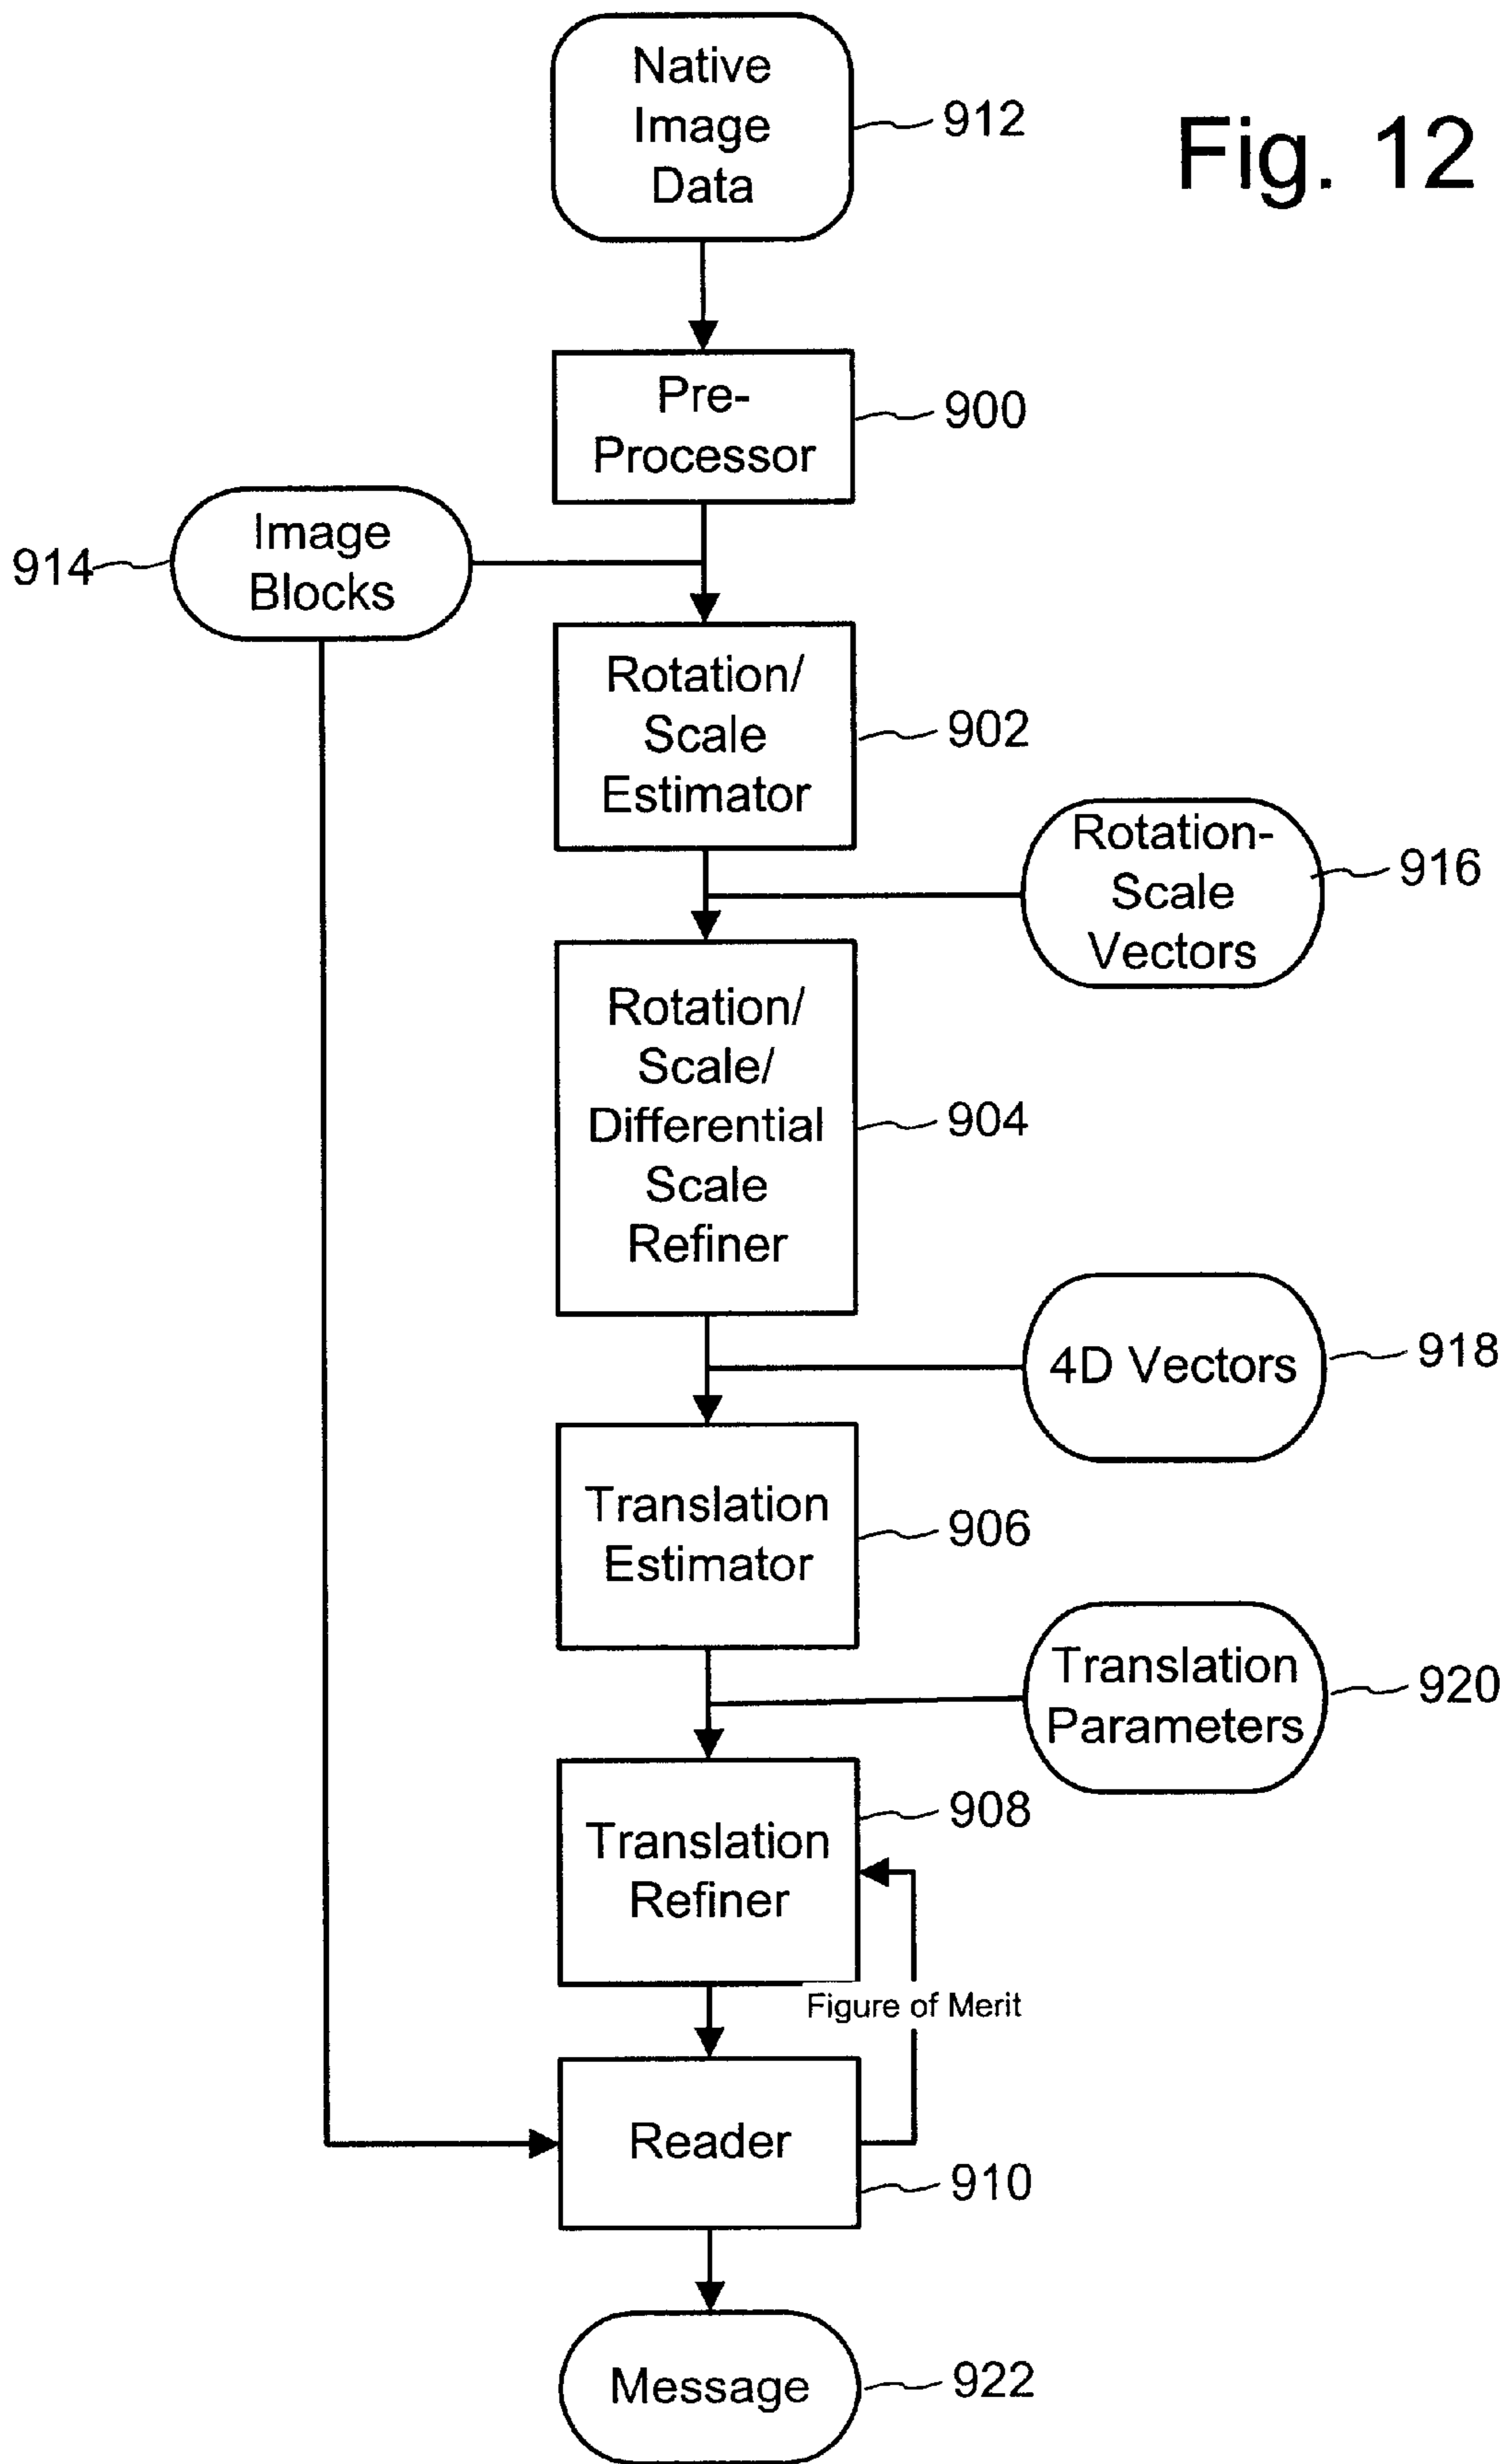 Native
Image
Data
912
Fig. 12
Pre-
Processor
900
Image
Blocks
914
Rotation/
Scale
Estimator
902
Rotation-
Scale
Vectors
916
Rotation/
Scale/
Differential
Scale
Refiner
904
4D Vectors
918
Translation
Estimator
906
Translation
Parameters
920
Translation
Refiner
908
Figure of Merit
Reader
910
Message
922